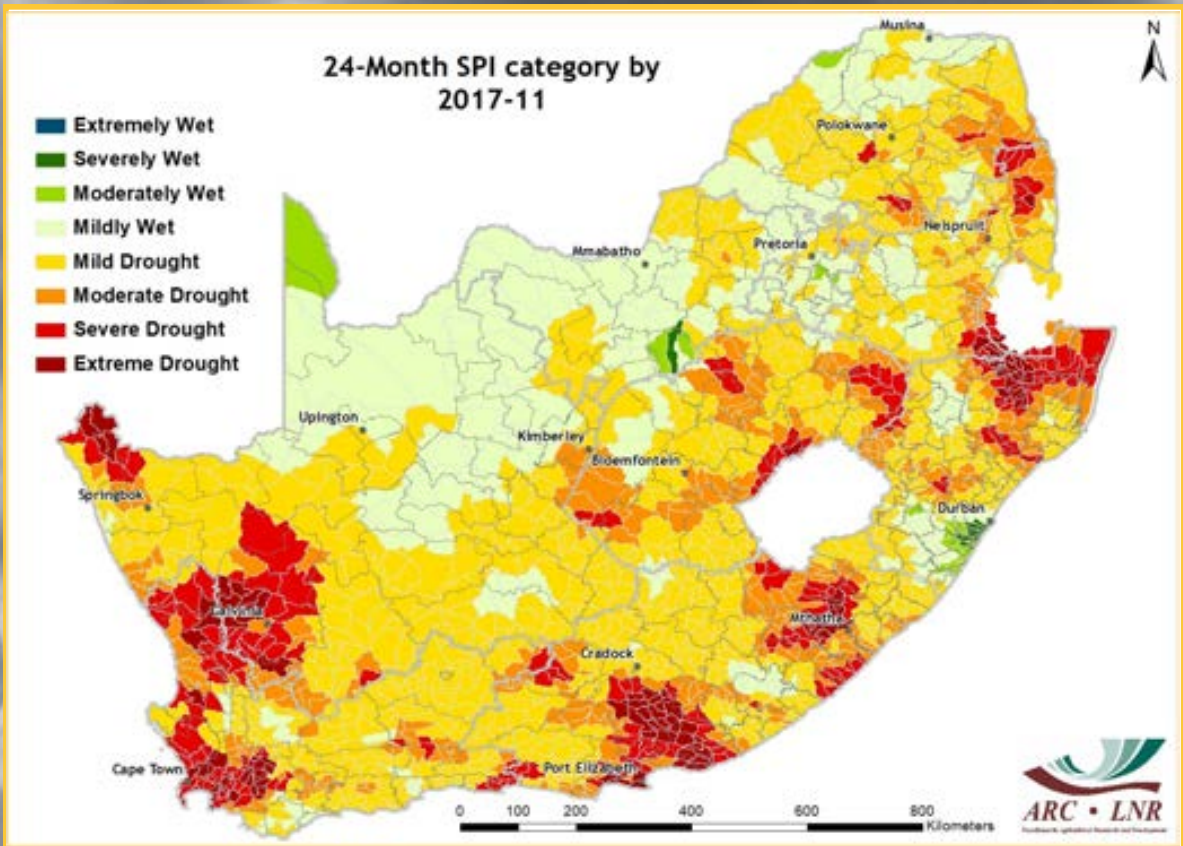 Musina
N
24-Month SPI category by
2017-11
Extremely Wet
Severely Wet
Moderately Wet
Mildly Wet
Mild Drought
Moderate Drought
Severe Drought
Extreme Drought
Polokwane
Nelspruit
Pretoria
Mmabatho
Upington
Kimberley
Bloemfontein
Springbok
Durban
Calvinia
Mthatha
Cradock
Cape Town
Port Elizabeth
0 100 200 400 600 800
Kilometers
ARC • LNR